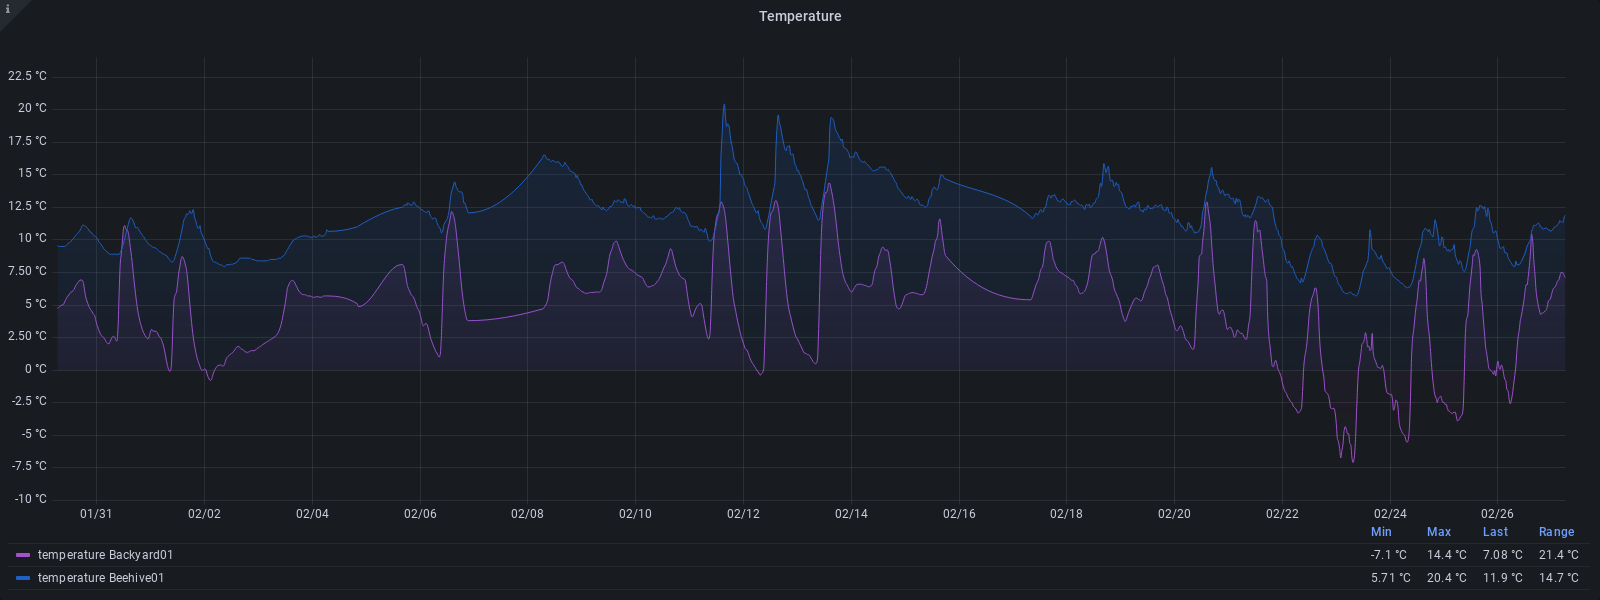 i
Temperature
22.5 °C
20 °C
17.5 °C
15 °C
12.5 °C
10 °C
7.50 °C
5 °C
2.50 °C
0 °C
-2.5 °C
-5 °C
-7.5 °C
-10 °C
01/31 02/02 02/04 02/06 02/08 02/10 02/12 02/14 02/16 02/18 02/20 02/22 02/24 02/26
Min Max Last Range
temperature Backyard01 -7.1 °C 14.4 °C 7.08 °C 21.4 °C
temperature Beehive01 5.71 °C 20.4 °C 11.9 °C 14.7 °C